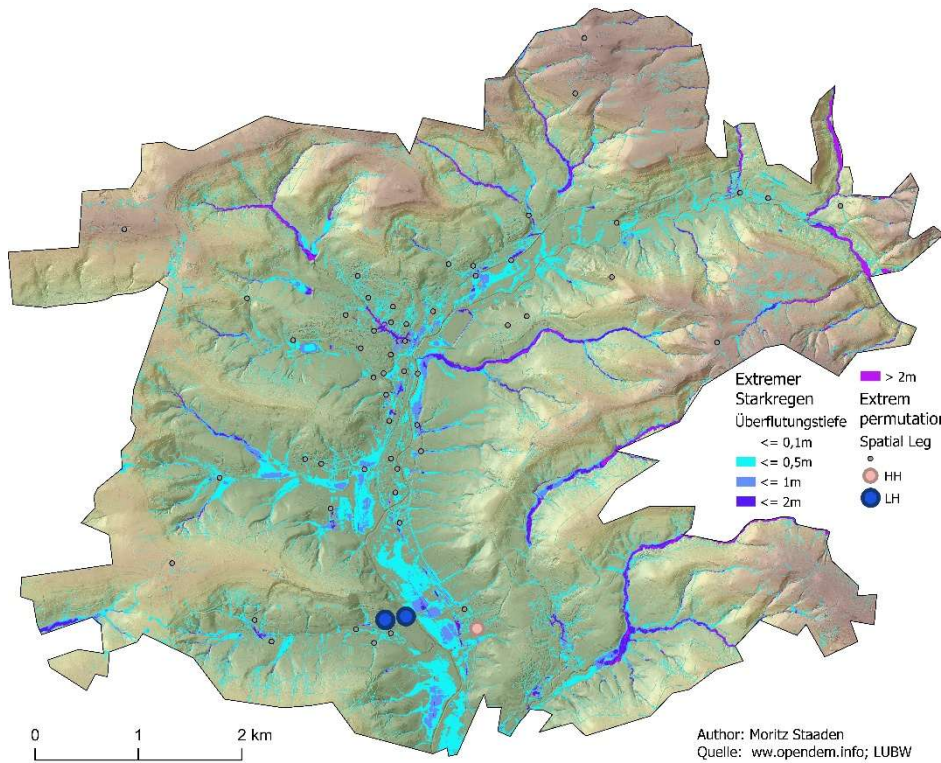 Extremer
Starkregen
Überflutungstiefe
<= 0,1m
<= 0,5m
<= 1m
<= 2m
> 2m
Extrem
permutation
Spatial Leg
HH
LH
0 1 2 km
Author: Moritz Staaden
Quelle: ww.opendem.info; LUBW